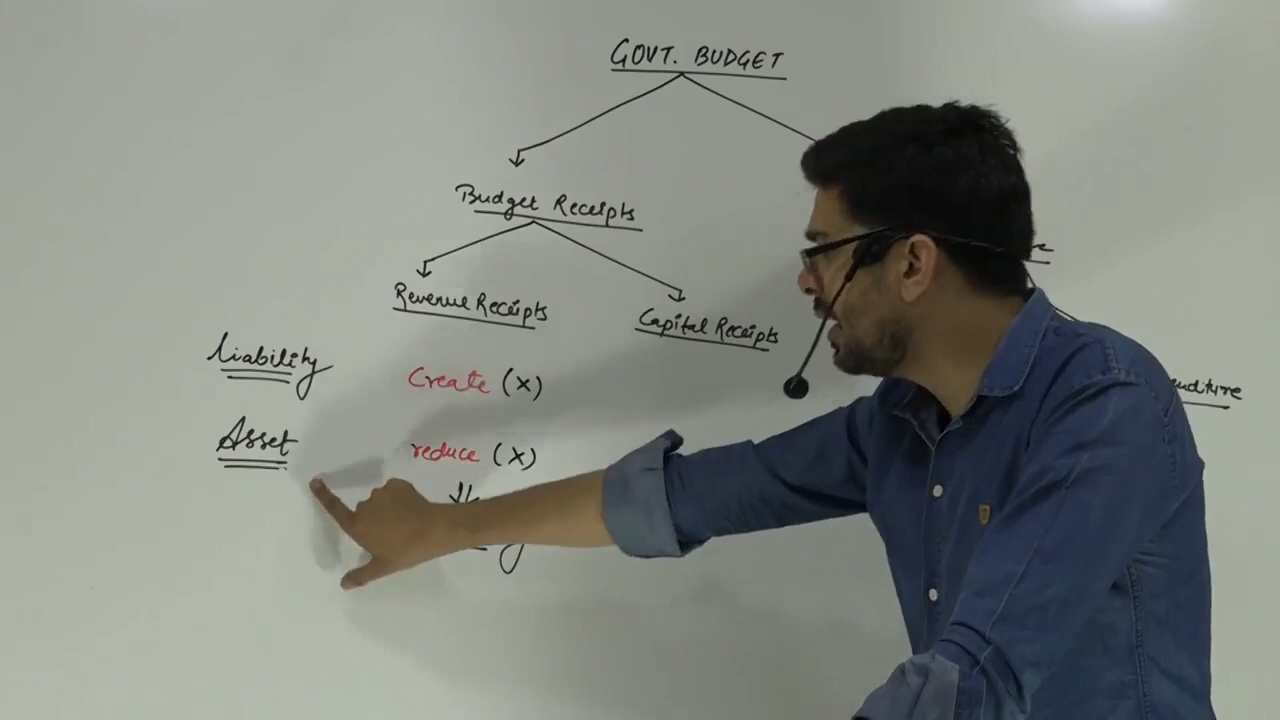 GOVT. BUDGET
Budget Receipts
Revenue Receipts
Capital Receipts
Liability
Create (x)
Asset
reduce (x)